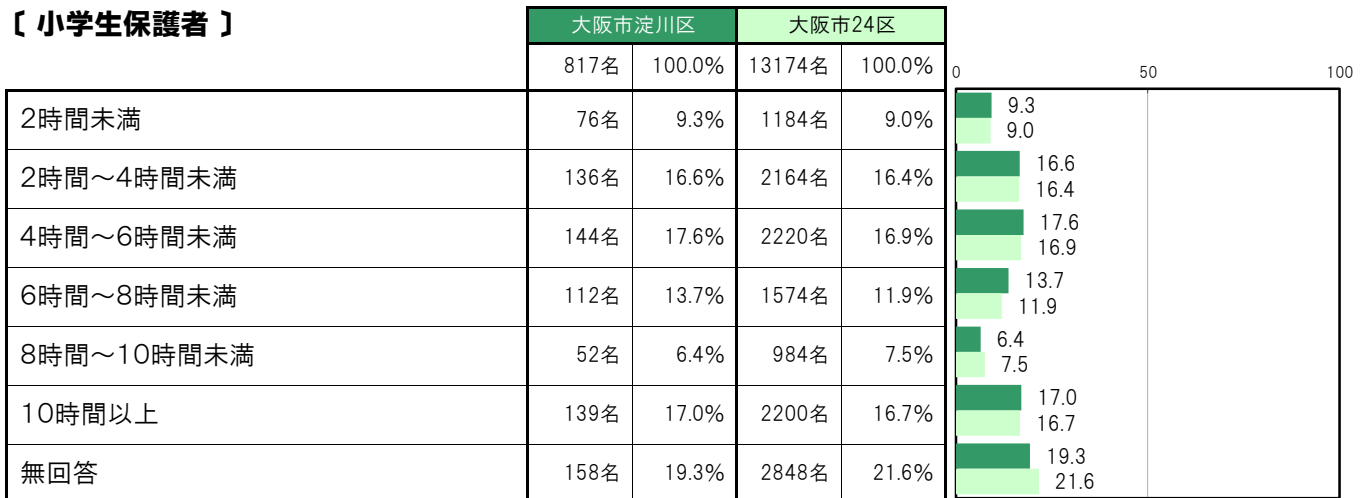 〔 小学生保護者 〕
大阪市淀川区 大阪市24区
817名 100.0% 13174名 100.0%
0 50 100
2時間未満 76名 9.3% 1184名 9.0% 9.3
9.0
2時間～4時間未満 136名 16.6% 2164名 16.4% 16.6
16.4
4時間～6時間未満 144名 17.6% 2220名 16.9% 17.6
16.9
6時間～8時間未満 112名 13.7% 1574名 11.9% 13.7
11.9
8時間～10時間未満 52名 6.4% 984名 7.5% 6.4
7.5
10時間以上 139名 17.0% 2200名 16.7% 17.0
16.7
無回答 158名 19.3% 2848名 21.6% 19.3
21.6